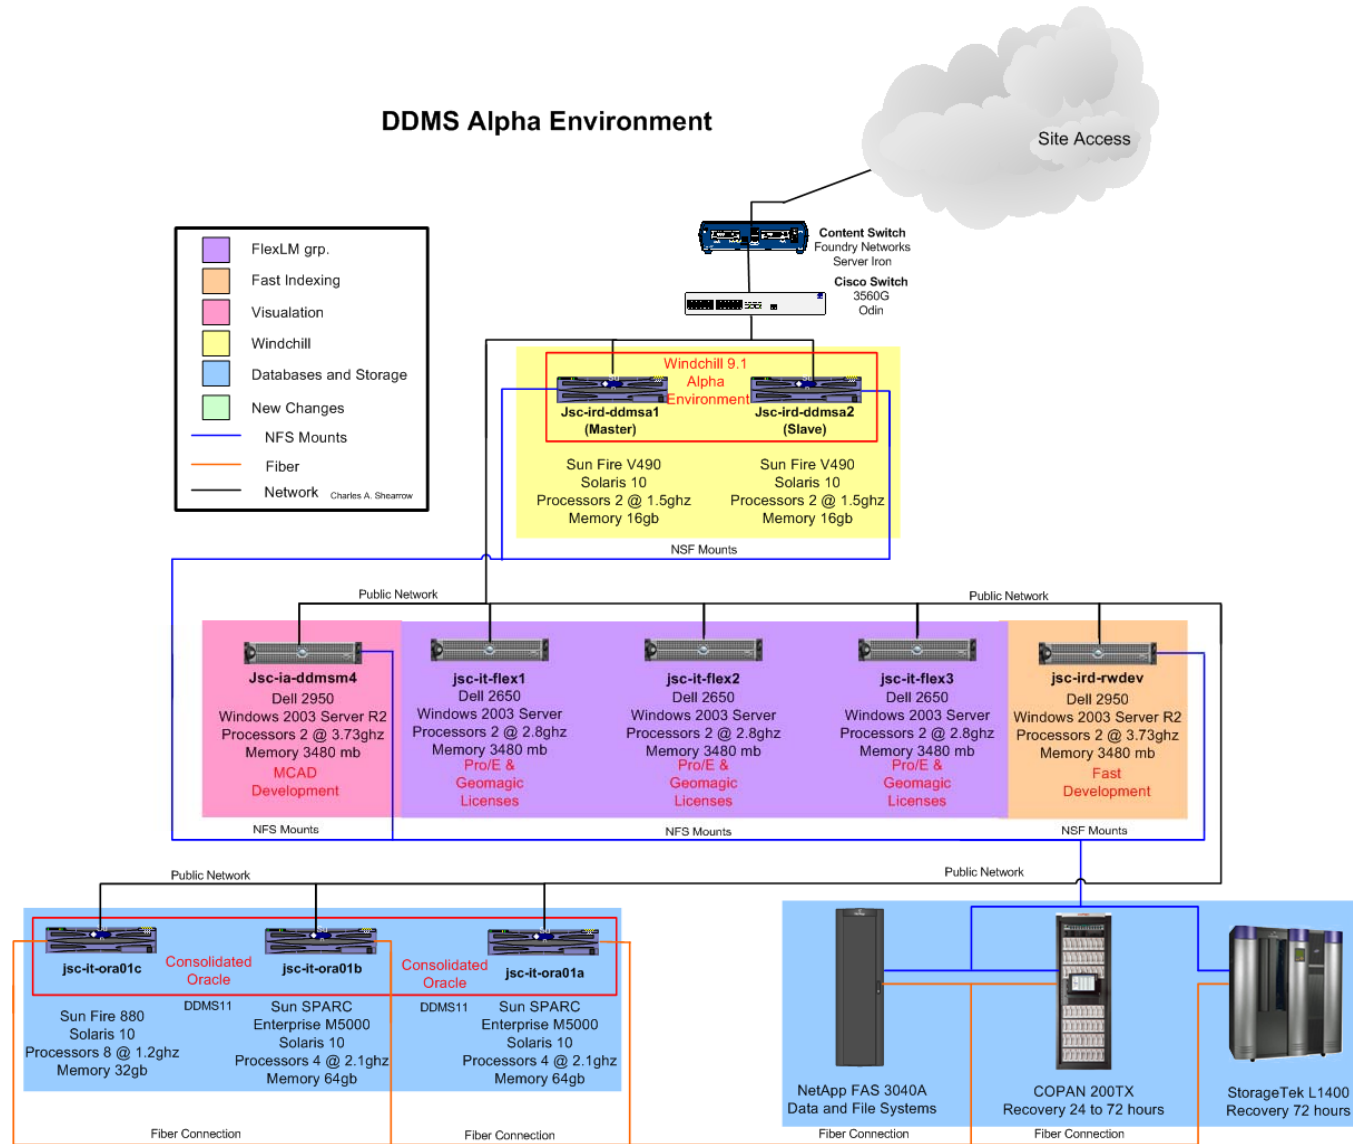 DDMS Alpha Environment
Site Access
Content Switch
Foundry Networks
Server Iron
Cisco Switch
3560G
Odin
FlexLM grp.
Fast Indexing
Visualation
Windchill
Databases and Storage
New Changes
NFS Mounts
Fiber
Network
Charles A. Shearrow
Windchill 9.1
Alpha
Environment
Jsc-ird-ddmsa1
(Master)
Jsc-ird-ddmsa2
(Slave)
Sun Fire V490
Solaris 10
Processors 2 @ 1.5ghz
Memory 16gb
Sun Fire V490
Solaris 10
Processors 2 @ 1.5ghz
Memory 16gb
NSF Mounts
Public Network
Public Network
Jsc-ia-ddmsm4
Dell 2950
Windows 2003 Server R2
Processors 2 @ 3.73ghz
Memory 3480 mb
MCAD
Development
jsc-it-flex1
Dell 2650
Windows 2003 Server
Processors 2 @ 2.8ghz
Memory 3480 mb
Pro/E &
Geomagic
Licenses
jsc-it-flex2
Dell 2650
Windows 2003 Server
Processors 2 @ 2.8ghz
Memory 3480 mb
Pro/E &
Geomagic
Licenses
jsc-it-flex3
Dell 2650
Windows 2003 Server
Processors 2 @ 2.8ghz
Memory 3480 mb
Pro/E &
Geomagic
Licenses
jsc-ird-rwdev
Dell 2950
Windows 2003 Server R2
Processors 2 @ 3.73ghz
Memory 3480 mb
Fast
Development
NFS Mounts
NFS Mounts
NSF Mounts
Public Network
Public Network
jsc-it-ora01c
Consolidated
Oracle
jsc-it-ora01b
Consolidated
Oracle
jsc-it-ora01a
Sun Fire 880
Solaris 10
Processors 8 @ 1.2ghz
Memory 32gb
DDMS11
Sun SPARC
Enterprise M5000
Solaris 10
Processors 4 @ 2.1ghz
Memory 64gb
DDMS11
Sun SPARC
Enterprise M5000
Solaris 10
Processors 4 @ 2.1ghz
Memory 64gb
NetApp FAS 3040A
Data and File Systems
COPAN 200TX
Recovery 24 to 72 hours
StorageTek L1400
Recovery 72 hours
Fiber Connection
Fiber Connection
Fiber Connection
Fiber Connection